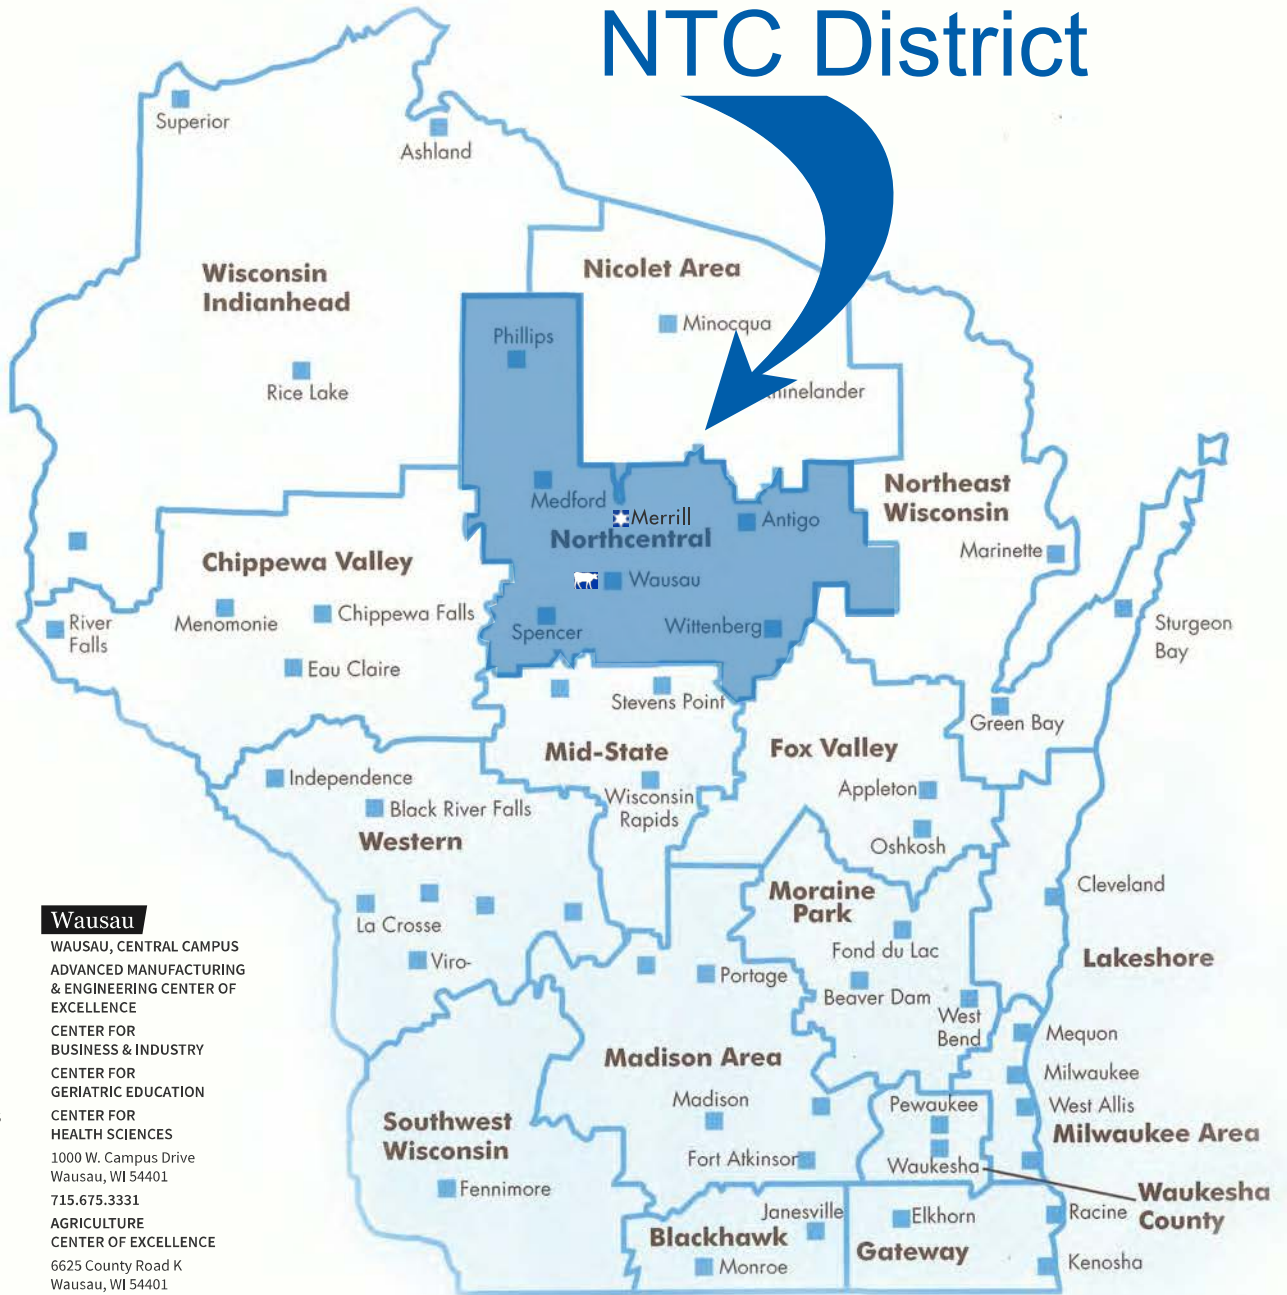 NTC District
Superior
Ashland
Wisconsin
Indianhead
Nicolet Area
Minocqua
Phillips
Rice Lake
Medford
Merrill
Antigo
Northcentral
Northeast
Wisconsin
Marinette
Chippewa Valley
Wausau
Menomonie
Chippewa Falls
River
Falls
Spencer
Wittenberg
Sturgeon
Bay
Eau Claire
Stevens Point
Green Bay
Mid-State
Fox Valley
Independence
Wisconsin
Rapids
Appleton
Black River Falls
Western
Oshkosh
Moraine
Park
Cleveland
La Crosse
Fond du Lac
Lakeshore
Viro-
Portage
Beaver Dam
West
Bend
Mequon
Madison Area
Milwaukee
Madison
Pewaukee
West Allis
Milwaukee Area
Southwest
Wisconsin
Fort Atkinson
Waukesha
Fennimore
Waukesha
County
Janesville
Elkhorn
Racine
Blackhawk
Gateway
Monroe
Kenosha
Wausau
WAUSAU, CENTRAL CAMPUS
ADVANCED MANUFACTURING
& ENGINEERING CENTER OF
EXCELLENCE
CENTER FOR
BUSINESS & INDUSTRY
CENTER FOR
GERIATRIC EDUCATION
CENTER FOR
HEALTH SCIENCES
1000 W. Campus Drive
Wausau, WI 54401
715.675.3331
AGRICULTURE
CENTER OF EXCELLENCE
6625 County Road K
Wausau, WI 54401